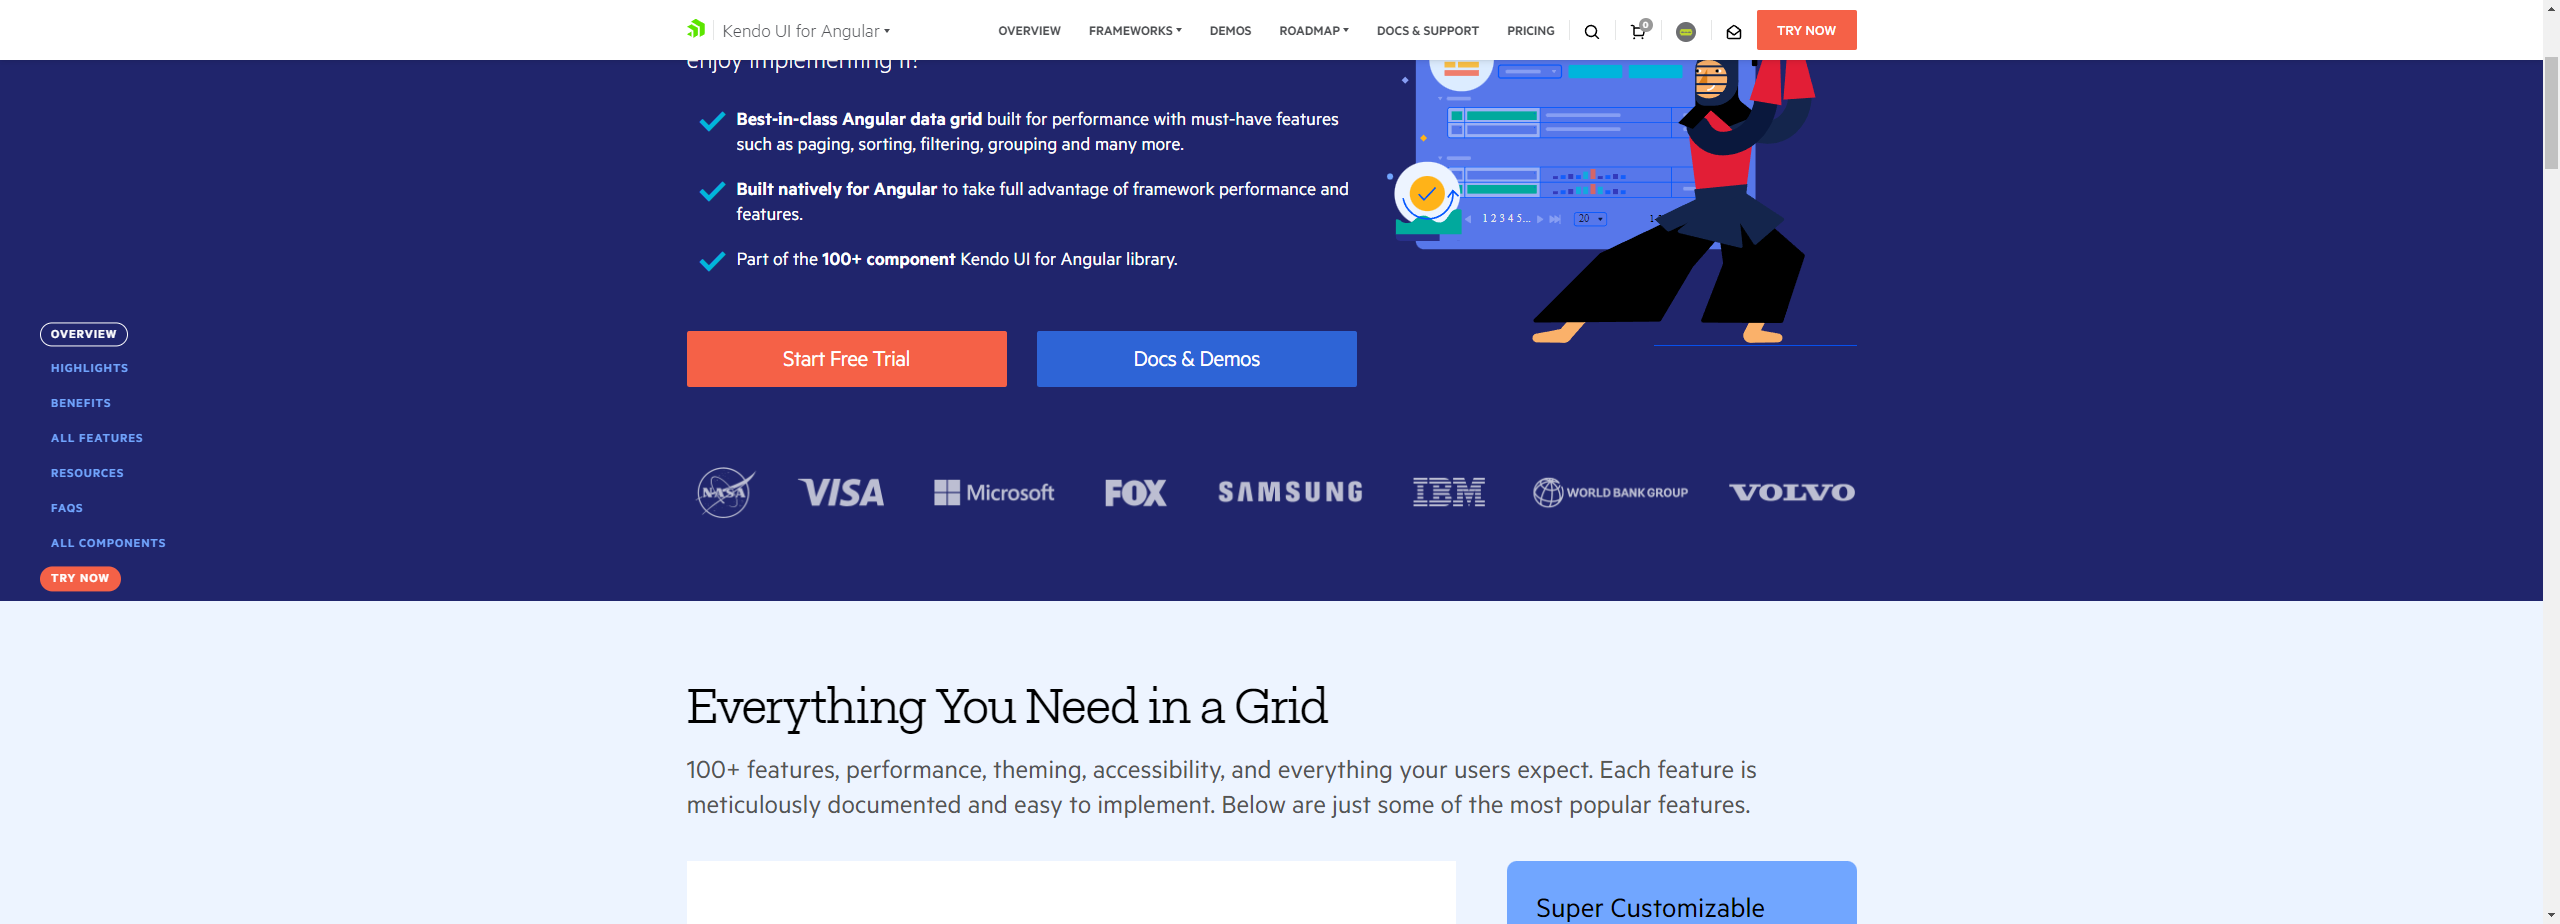 Kendo UI for Angular
OVERVIEW
FRAMEWORKS
DEMOS
ROADMAP
DOCS & SUPPORT
PRICING
0
TRY NOW
enjoy implementing it!
Best-in-class Angular data grid built for performance with must-have features
such as paging, sorting, filtering, grouping and many more.
Built natively for Angular to take full advantage of framework performance and
features.
Part of the 100+ component Kendo UI for Angular library.
1 2 3 4 5...
20
Start Free Trial
Docs & Demos
OVERVIEW
HIGHLIGHTS
BENEFITS
ALL FEATURES
RESOURCES
FAQS
ALL COMPONENTS
TRY NOW
NASA
VISA
Microsoft
FOX
SAMSUNG
IBM
WORLD BANK GROUP
VOLVO
Everything You Need in a Grid
100+ features, performance, theming, accessibility, and everything your users expect. Each feature is
meticulously documented and easy to implement. Below are just some of the most popular features.
Super Customizable